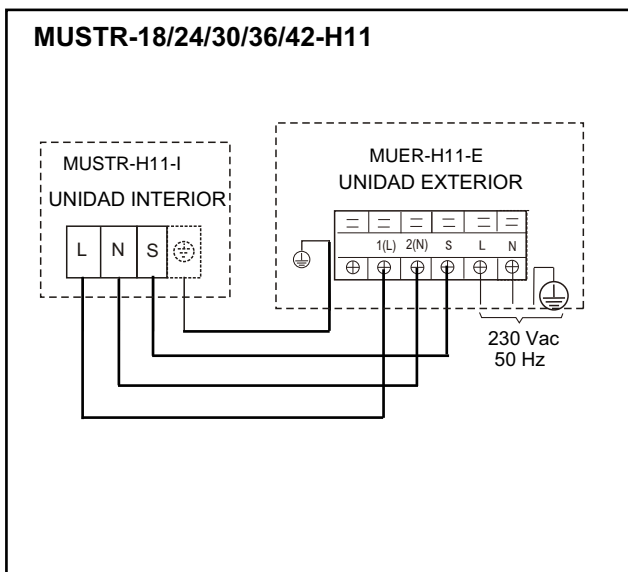 MUSTR-18/24/30/36/42-H11
MUSTR-H11-I
UNIDAD INTERIOR
L N S
MUER-H11-E
UNIDAD EXTERIOR
1(L) 2(N) S L N
230 Vac
50 Hz